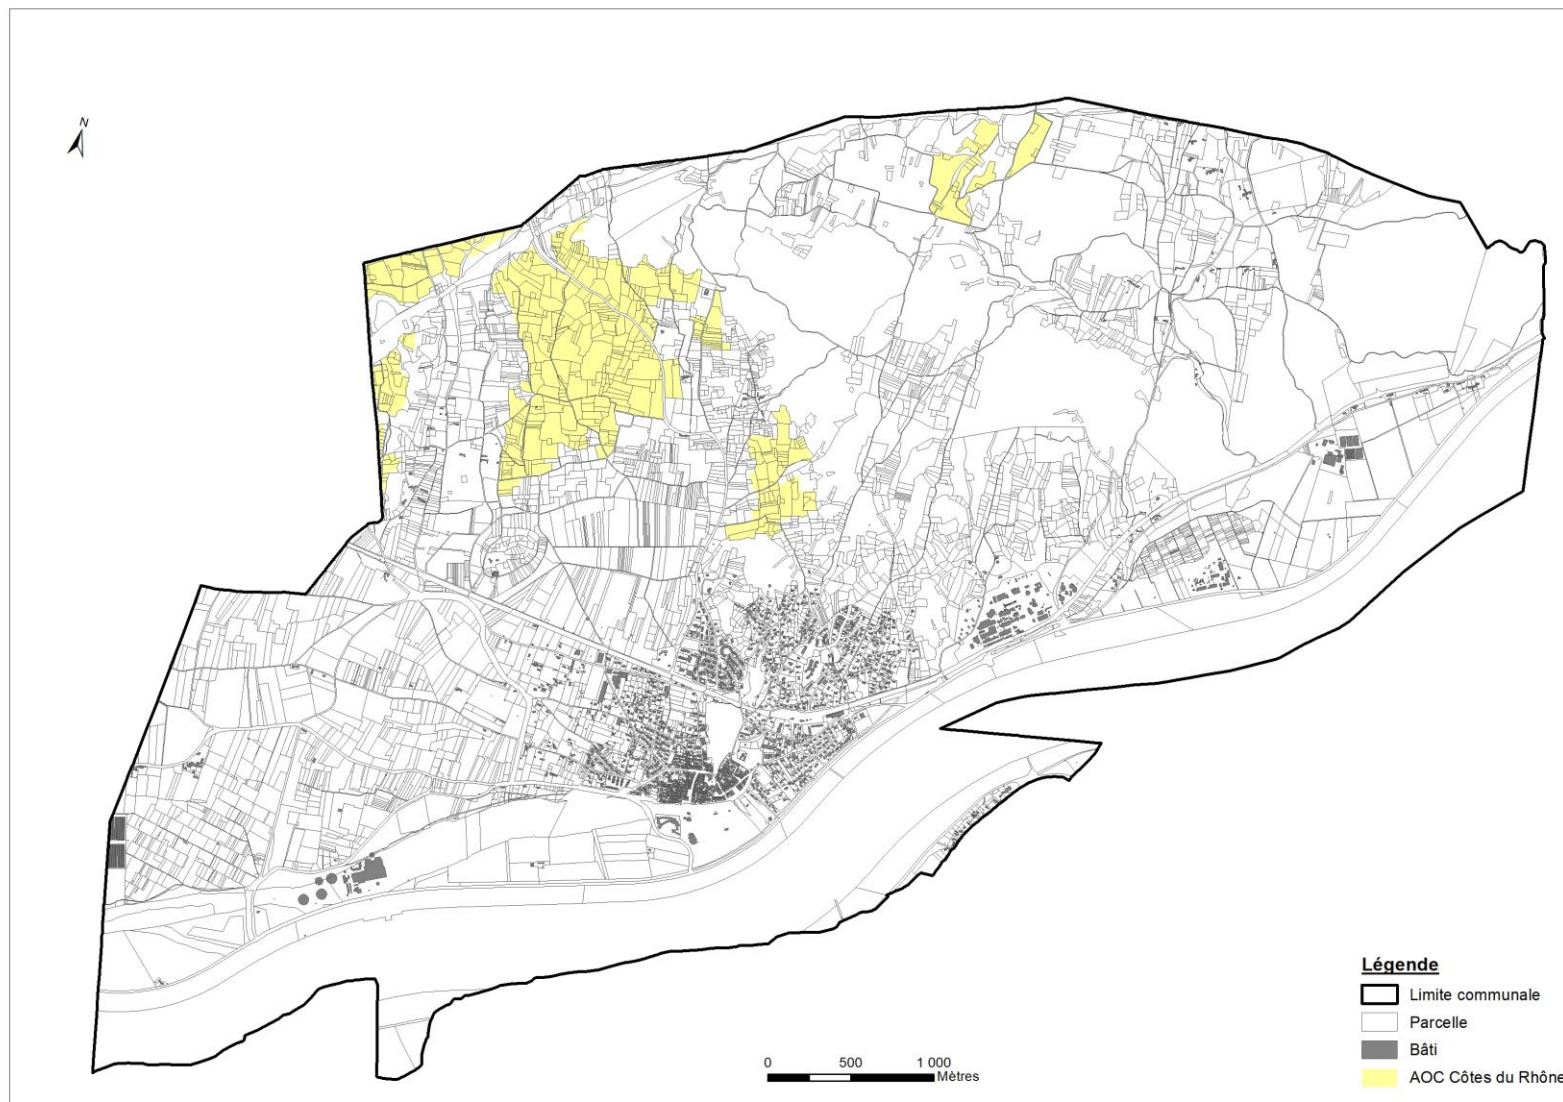 N
0 500 1 000
Mètres
Légende
Limite communale
Parcelle
Bâti
AOC Côtes du Rhône